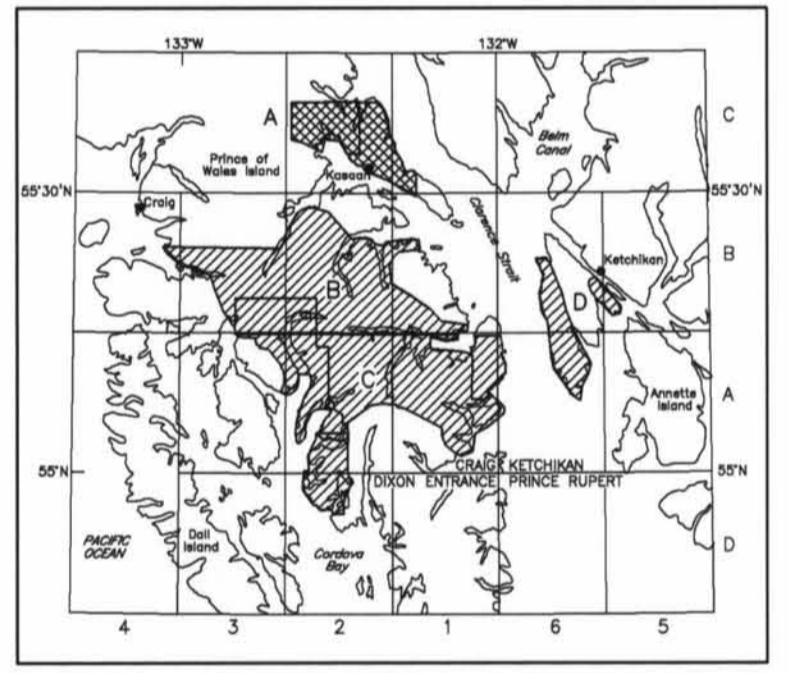 133°W 132°W
A C
Prince of
Wales Island
Behm
Canal
Kasaan
55°30'N 55°30'N
Craig
Clarence Strait
B
Ketchikan
B D
C
A
Annette
Island
CRAIG KETCHIKAN
55°N 55°N
DIXON ENTRANCE PRINCE RUPERT
PACIFIC
OCEAN
Dall
Island
Cordova
Bay
D
4 3 2 1 6 5